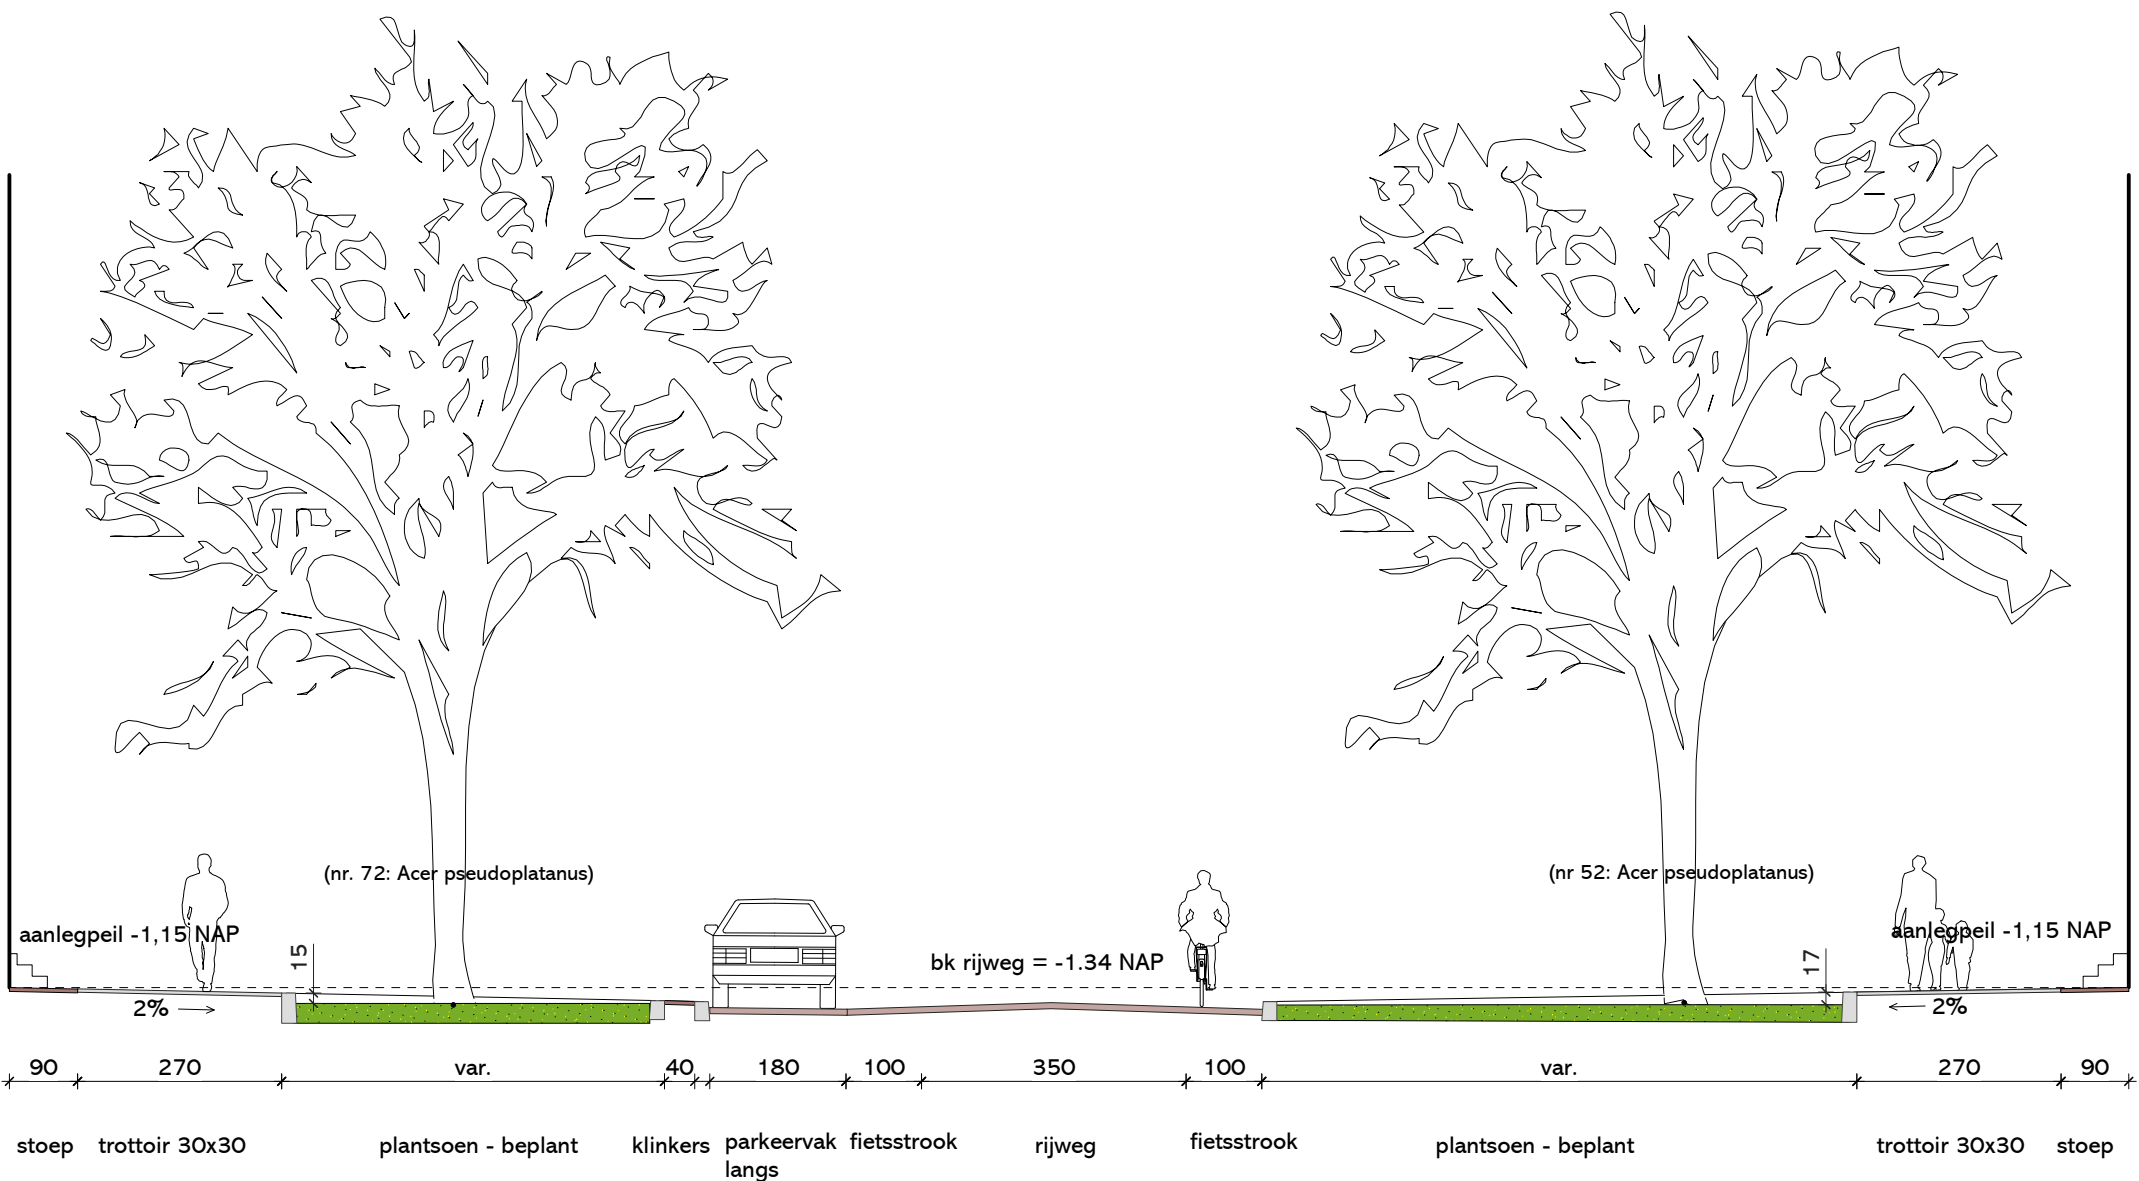 (nr. 72: Acer pseudoplatanus)
(nr 52: Acer pseudoplatanus)
aanlegpeil -1,15 NAP
aanlegpeil -1,15 NAP
15
bk rijweg = -1.34 NAP
17
2%
2%
90 270 var. 40 180 100 350 100 var. 270 90
stoep trottoir 30x30 plantsoen - beplant klinkers parkeervak fietsstrook rijweg fietsstrook plantsoen - beplant trottoir 30x30 stoep
langs